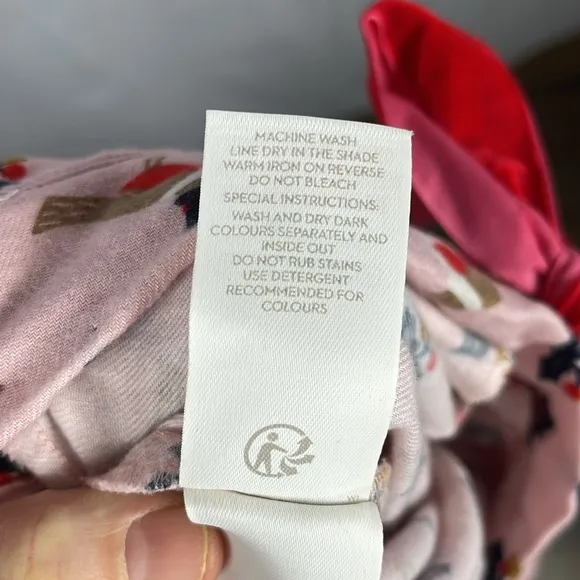 MACHINE WASH
LINE DRY IN THE SHADE
WARM IRON ON REVERSE
DO NOT BLEACH
SPECIAL INSTRUCTIONS:
WASH AND DRY DARK
COLOURS SEPARATELY AND
INSIDE OUT
DO NOT RUB STAINS
USE DETERGENT
RECOMMENDED FOR
COLOURS